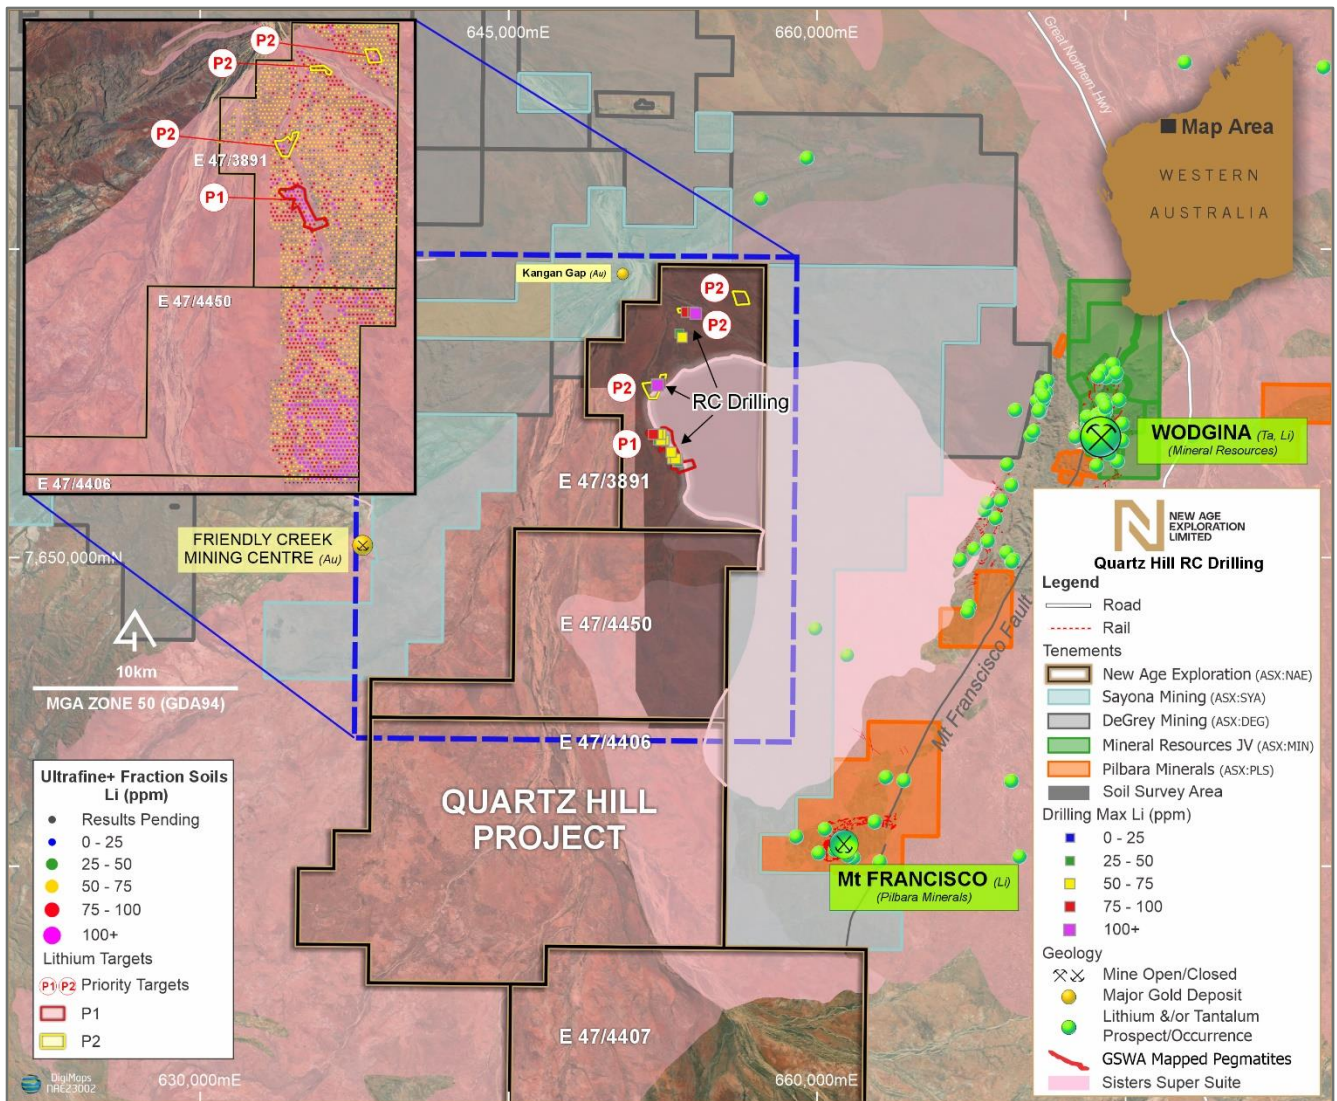 645,000mE
660,000mE
Great Northern Hwy
P2
P2
P2
P1
E 47/3891
E 47/4450
E 47/4406
Map Area
WESTERN
AUSTRALIA
Kangan Gap (Au)
P2
P2
P2
RC Drilling
P1
E 47/3891
WODGINA (Ta, Li)
(Mineral Resources)
FRIENDLY CREEK
MINING CENTRE (Au)
7,650,000mN
E 47/4450
10km
MGA ZONE 50 (GDA94)
E 47/4406
Mt Franscisco Fault
QUARTZ HILL
PROJECT
Mt FRANCISCO (Li)
(Pilbara Minerals)
E 47/4407
630,000mE
660,000mE
Ultrafine+ Fraction Soils
Li (ppm)
Results Pending
0 - 25
25 - 50
50 - 75
75 - 100
100+
Lithium Targets
P1 P2 Priority Targets
P1
P2
DigiMaps
NAE23002
N
NEW AGE
EXPLORATION
LIMITED
Quartz Hill RC Drilling
Legend
Road
Rail
Tenements
New Age Exploration (ASX:NAE)
Sayona Mining (ASX:SYA)
DeGrey Mining (ASX:DEG)
Mineral Resources JV (ASX:MIN)
Pilbara Minerals (ASX:PLS)
Soil Survey Area
Drilling Max Li (ppm)
0 - 25
25 - 50
50 - 75
75 - 100
100+
Geology
Mine Open/Closed
Major Gold Deposit
Lithium &/or Tantalum
Prospect/Occurrence
GSWA Mapped Pegmatites
Sisters Super Suite